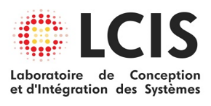 LCIS
Laboratoire de Conception
et d'Intégration des Systèmes